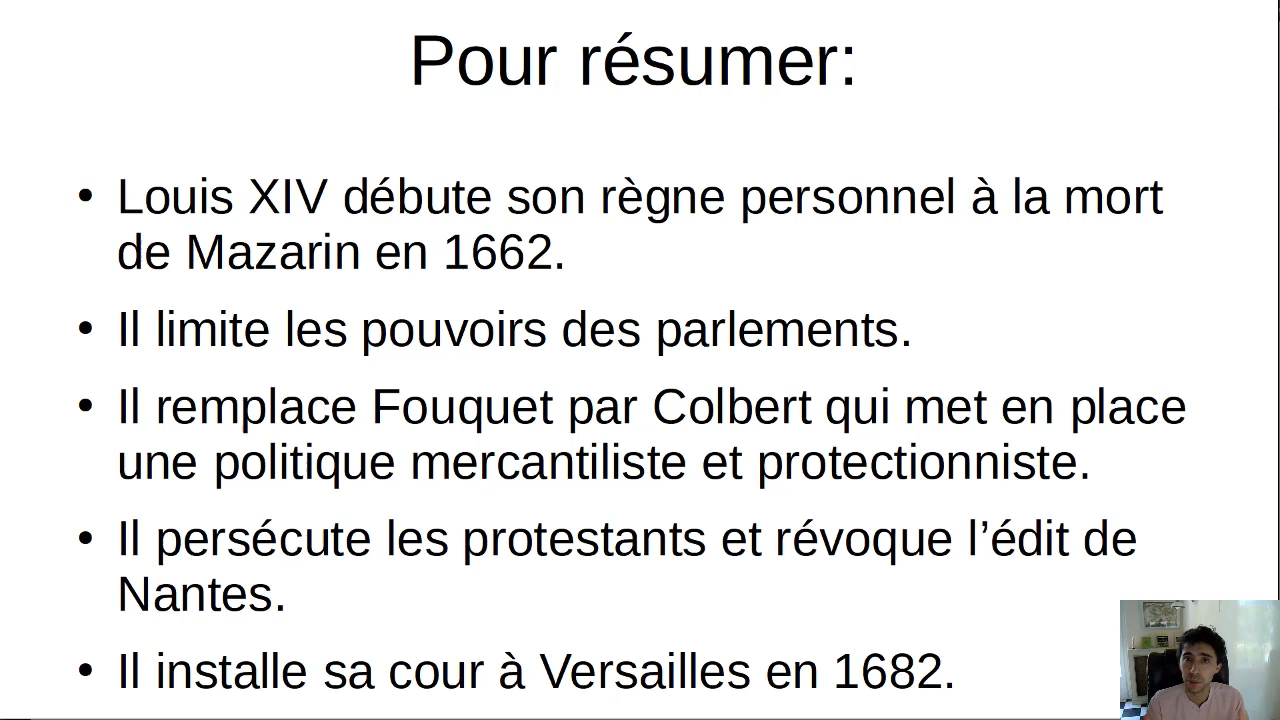 Pour résumer:
• Louis XIV débute son règne personnel à la mort
de Mazarin en 1662.
• Il limite les pouvoirs des parlements.
• Il remplace Fouquet par Colbert qui met en place
une politique mercantiliste et protectionniste.
• Il persécute les protestants et révoque l’édit de
Nantes.
• Il installe sa cour à Versailles en 1682.